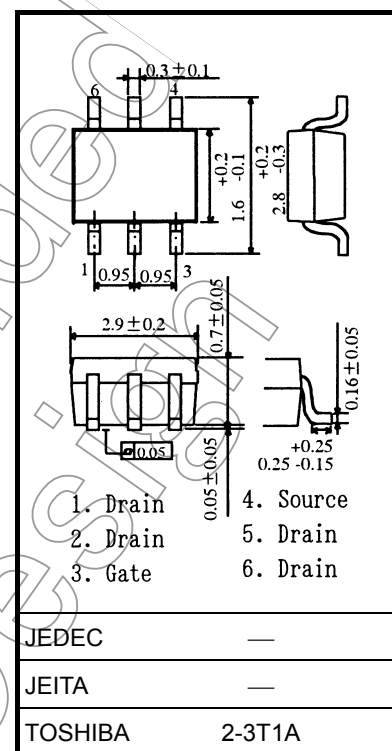 0.3±0.1
6 4
+0.2
1.6 -0.1
+0.2
2.8 -0.3
1 0.95 0.95 3
2.9±0.2
0.7±0.05
0.16±0.05
0.05
0.05±0.05
+0.25
0.25 -0.15
1. Drain
2. Drain
3. Gate
4. Source
5. Drain
6. Drain
JEDEC —
JEITA —
TOSHIBA 2-3T1A